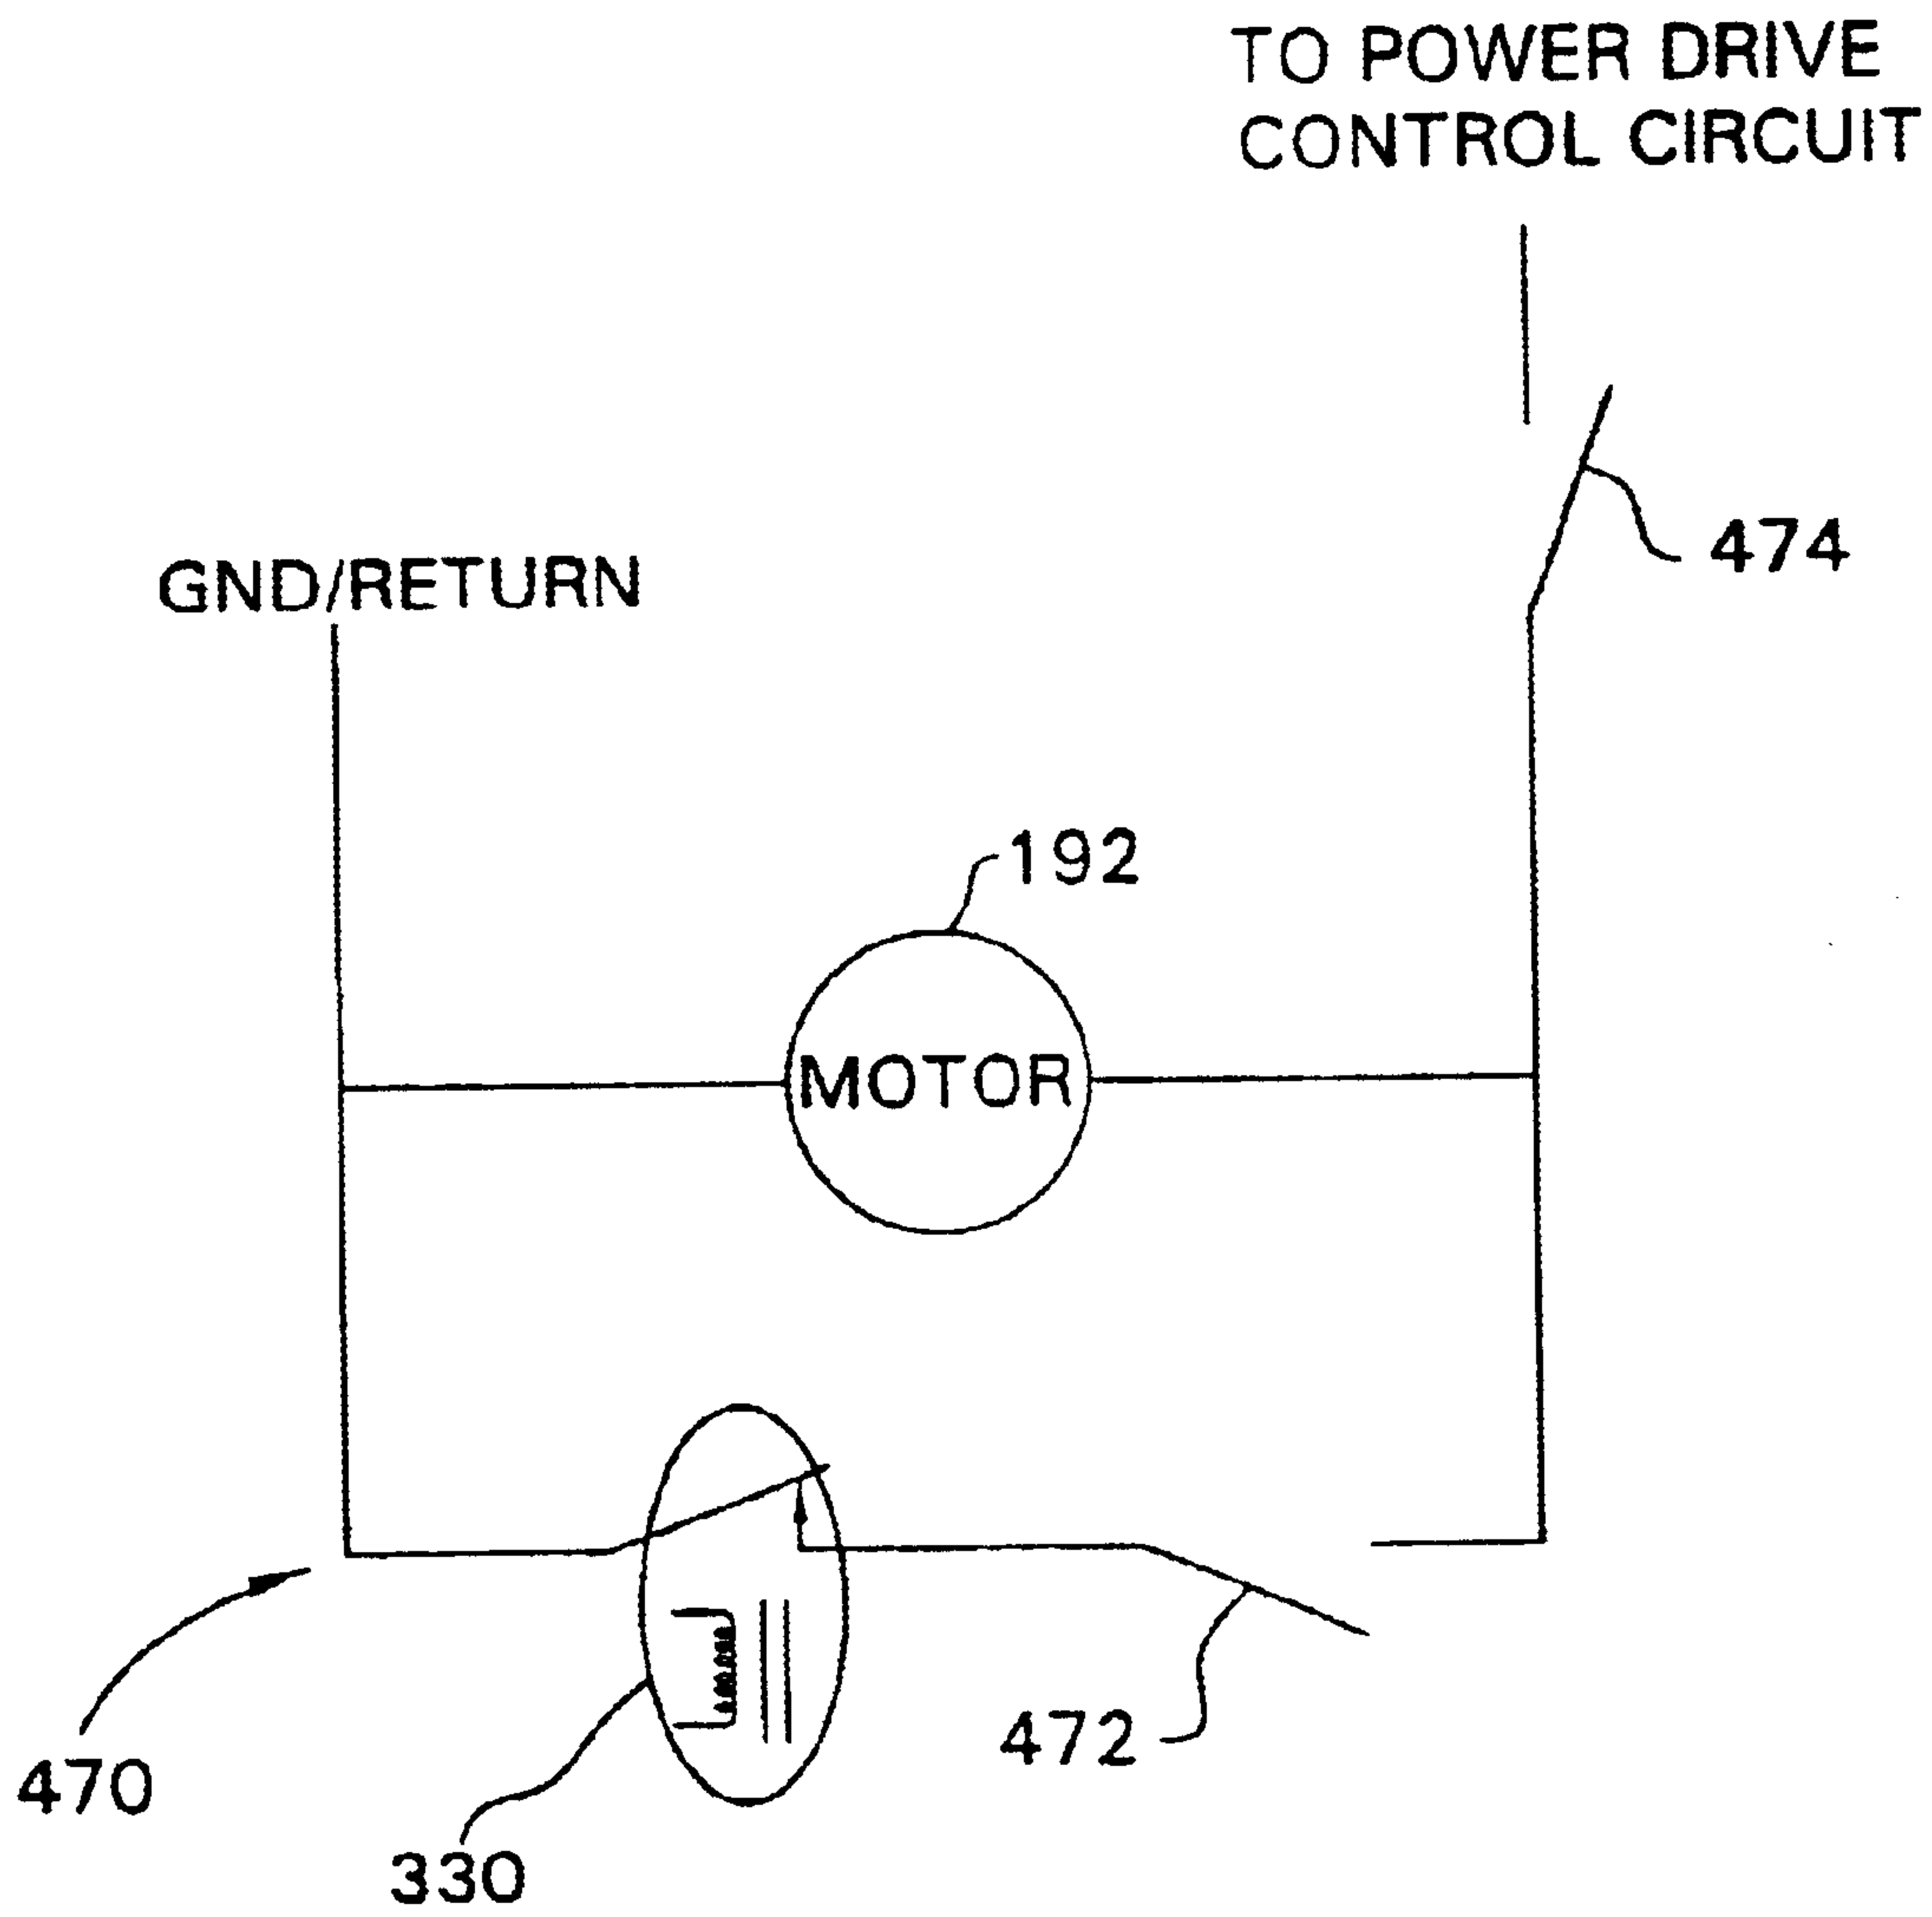 TO POWER DRIVE
CONTROL CIRCUIT
474
GND/RETURN
192
MOTOR
472
470
330